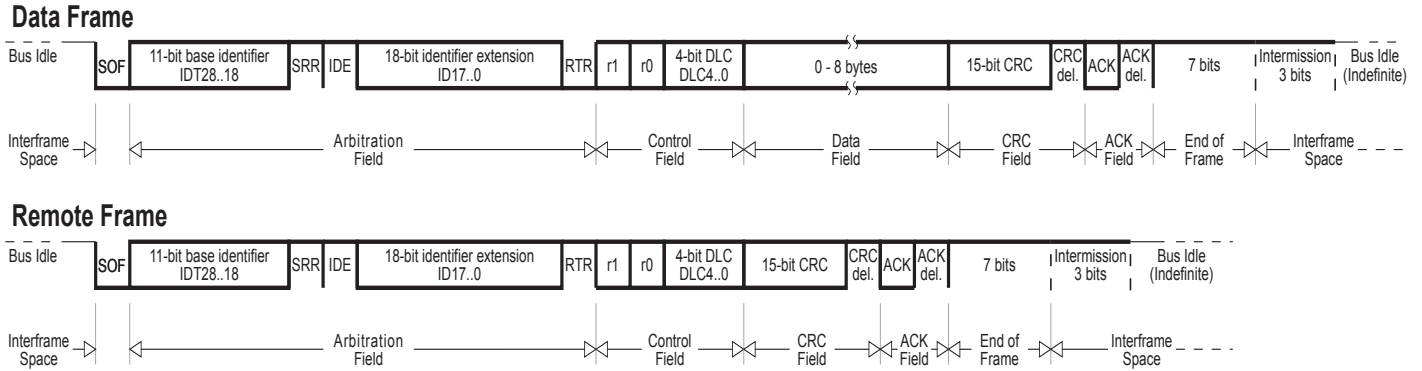 Data Frame
Bus Idle
SOF
11-bit base identifier
IDT28..18
SRR
IDE
18-bit identifier extension
ID17..0
RTR
r1
r0
4-bit DLC
DLC4..0
0 - 8 bytes
15-bit CRC
CRC
del.
ACK
ACK
del.
7 bits
Intermission
3 bits
Bus Idle
(Indefinite)
Interframe
Space
Arbitration
Field
Control
Field
Data
Field
CRC
Field
ACK
Field
End of
Frame
Interframe
Space
Remote Frame
Bus Idle
SOF
11-bit base identifier
IDT28..18
SRR
IDE
18-bit identifier extension
ID17..0
RTR
r1
r0
4-bit DLC
DLC4..0
15-bit CRC
CRC
del.
ACK
ACK
del.
7 bits
Intermission
3 bits
Bus Idle
(Indefinite)
Interframe
Space
Arbitration
Field
Control
Field
CRC
Field
ACK
Field
End of
Frame
Interframe
Space